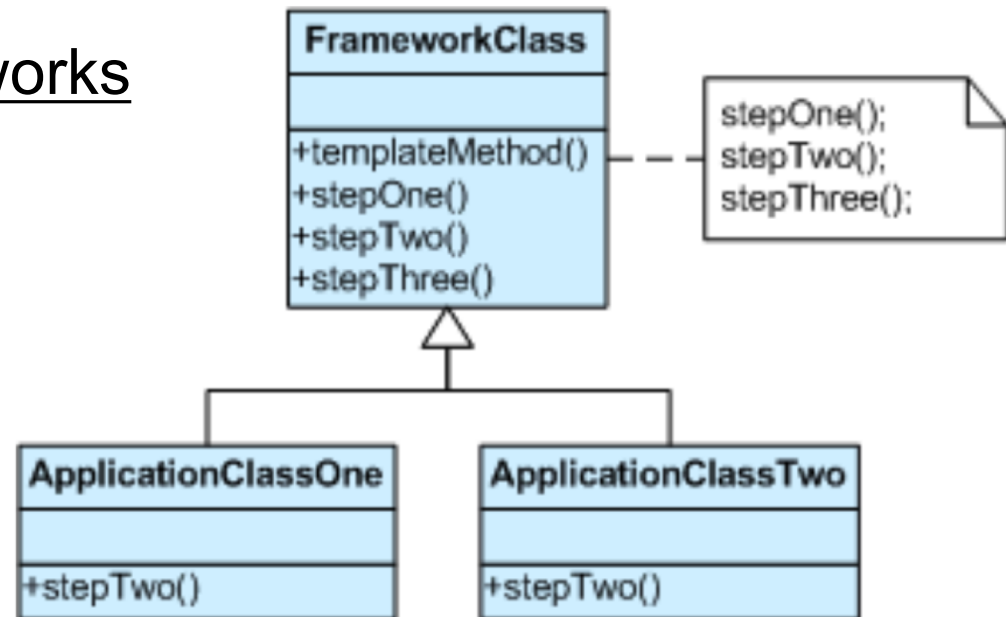 works
FrameworkClass
+templateMethod()
+stepOne()
+stepTwo()
+stepThree()
stepOne();
stepTwo();
stepThree();
ApplicationClassOne
+stepTwo()
ApplicationClassTwo
+stepTwo()